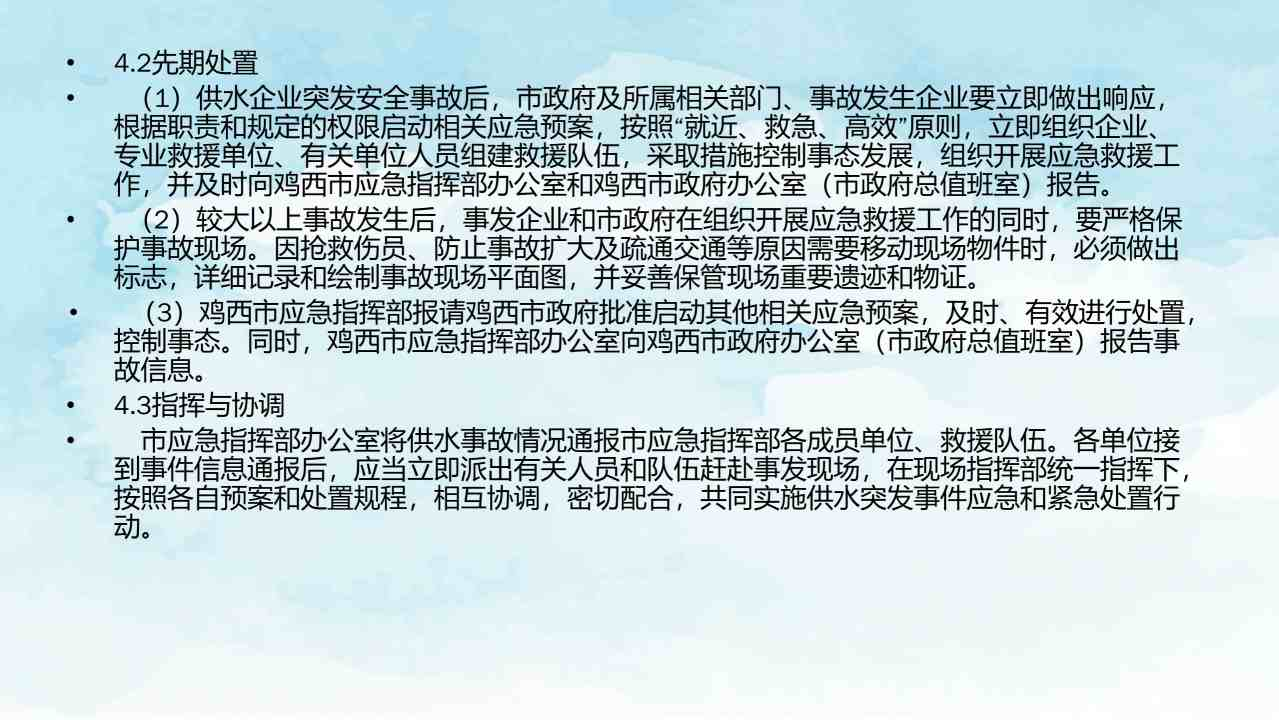 • 4.2先期处置
• （1）供水企业突发安全事故后，市政府及所属相关部门、事故发生企业要立即做出响应，
根据职责和规定的权限启动相关应急预案，按照“就近、救急、高效”原则，立即组织企业、
专业救援单位、有关单位人员组建救援队伍，采取措施控制事态发展，组织开展应急救援工
作，并及时向鸡西市应急指挥部办公室和鸡西市政府办公室（市政府总值班室）报告。
• （2）较大以上事故发生后，事发企业和市政府在组织开展应急救援工作的同时，要严格保
护事故现场。因抢救伤员、防止事故扩大及疏通交通等原因需要移动现场物件时，必须做出
标志，详细记录和绘制事故现场平面图，并妥善保管现场重要遗迹和物证。
• （3）鸡西市应急指挥部报请鸡西市政府批准启动其他相关应急预案，及时、有效进行处置，
控制事态。同时，鸡西市应急指挥部办公室向鸡西市政府办公室（市政府总值班室）报告事
故信息。
• 4.3指挥与协调
• 市应急指挥部办公室将供水事故情况通报市应急指挥部各成员单位、救援队伍。各单位接
到事件信息通报后，应当立即派出有关人员和队伍赶赴事发现场，在现场指挥部统一指挥下，
按照各自预案和处置规程，相互协调，密切配合，共同实施供水突发事件应急和紧急处置行
动。